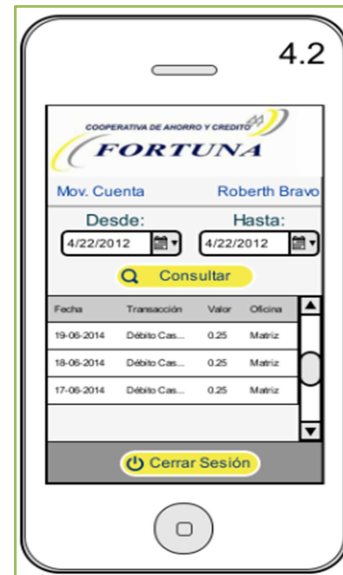 4.2
COOPERATIVA DE AHORRO Y CREDITO
FORTUNA
Mov. Cuenta Roberth Bravo
Desde: Hasta:
4/22/2012 4/22/2012
Consultar
Fecha Transacción Valor Oficina
19-06-2014 Débito Cas... 0.25 Matriz
18-06-2014 Débito Cas... 0.25 Matriz
17-06-2014 Débito Cas... 0.25 Matriz
Cerrar Sesión